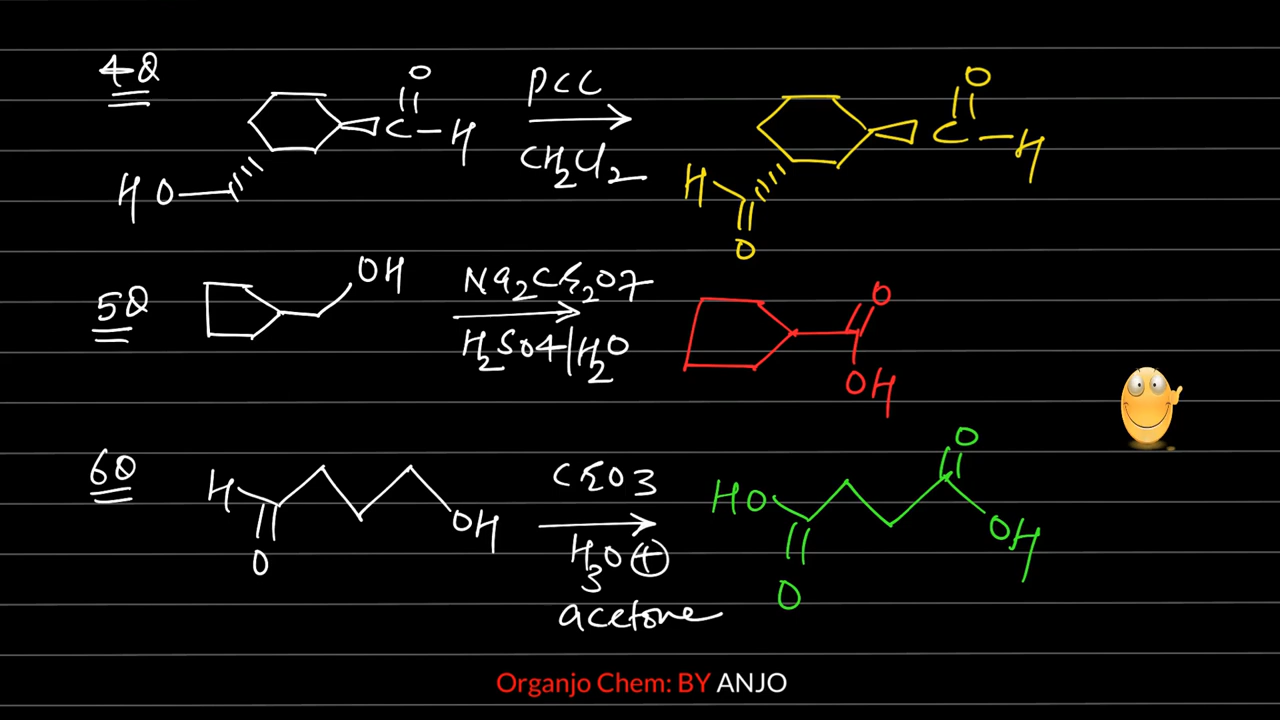 4Q
O
C-H
HO
PCC
CH2Cl2
O
C-H
H
O
5Q
OH
Na2Cr2O7
H2SO4/H2O
O
OH
6Q
H
O
OH
CrO3
H3O+
acetone
HO
O
O
OH
Organjo Chem: BY ANJO